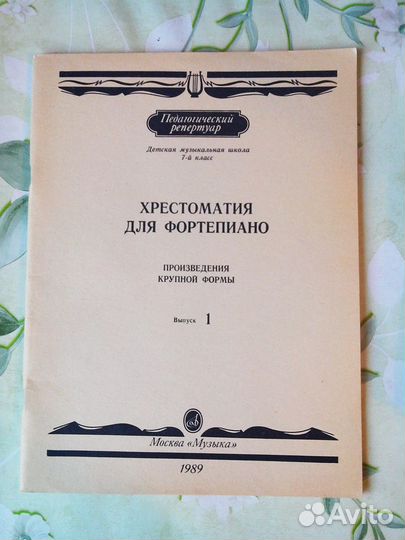 Педагогический
репертуар
Детская музыкальная школа
7-й класс
ХРЕСТОМАТИЯ
ДЛЯ ФОРТЕПИАНО
ПРОИЗВЕДЕНИЯ
КРУПНОЙ ФОРМЫ
Выпуск 1
Москва «Музыка»
1989
Avito